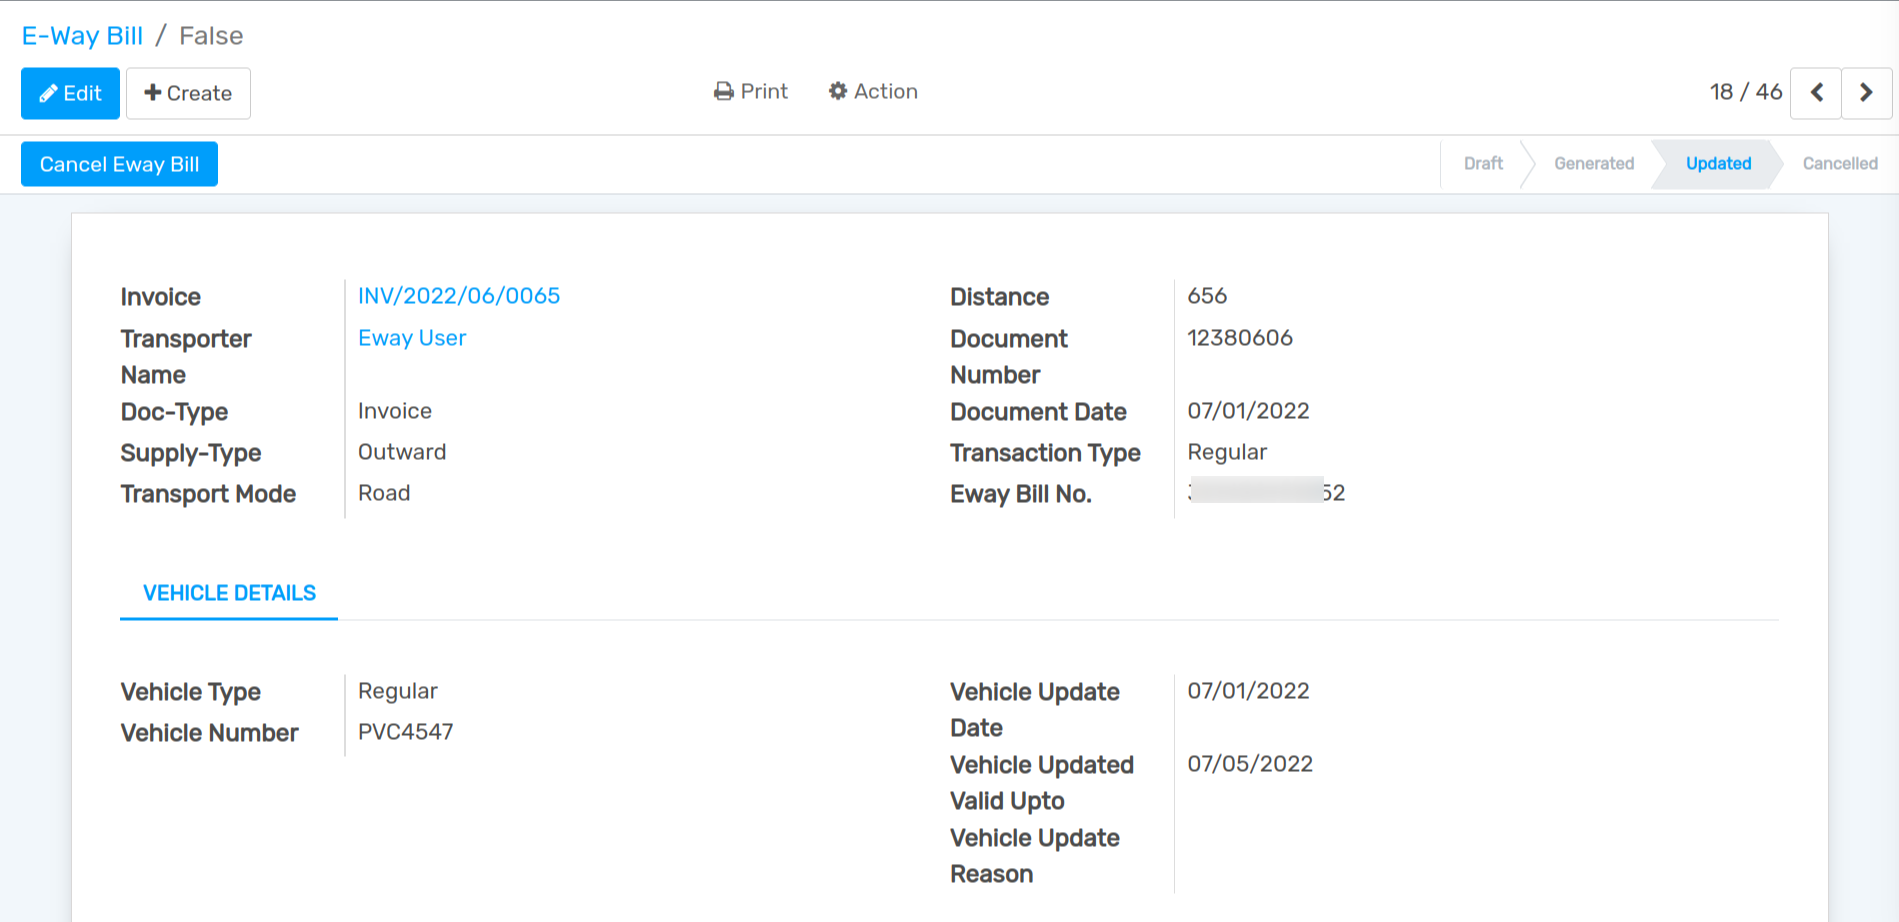 E-Way Bill / False
Edit
Create
Print
Action
18 / 46
Cancel Eway Bill
Draft
Generated
Updated
Cancelled
Invoice
INV/2022/06/0065
Transporter
Name
Eway User
Doc-Type
Invoice
Supply-Type
Outward
Transport Mode
Road
Distance
656
Document
Number
12380606
Document Date
07/01/2022
Transaction Type
Regular
Eway Bill No.
52
VEHICLE DETAILS
Vehicle Type
Regular
Vehicle Number
PVC4547
Vehicle Update
Date
07/01/2022
Vehicle Updated
Valid Upto
07/05/2022
Vehicle Update
Reason